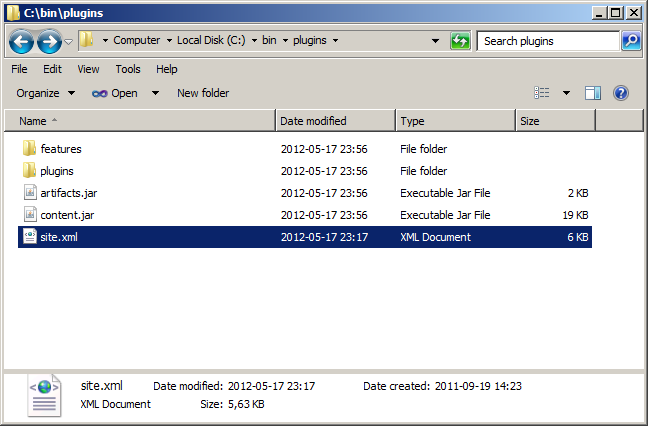 C:\bin\plugins
Computer Local Disk (C:) bin plugins Search plugins
File Edit View Tools Help
Organize Open New folder
Name Date modified Type Size
features 2012-05-17 23:56 File folder
plugins 2012-05-17 23:56 File folder
artifacts.jar 2012-05-17 23:56 Executable Jar File 2 KB
content.jar 2012-05-17 23:56 Executable Jar File 19 KB
site.xml 2012-05-17 23:17 XML Document 6 KB
site.xml Date modified: 2012-05-17 23:17 Date created: 2011-09-19 14:23
XML Document Size: 5,63 KB